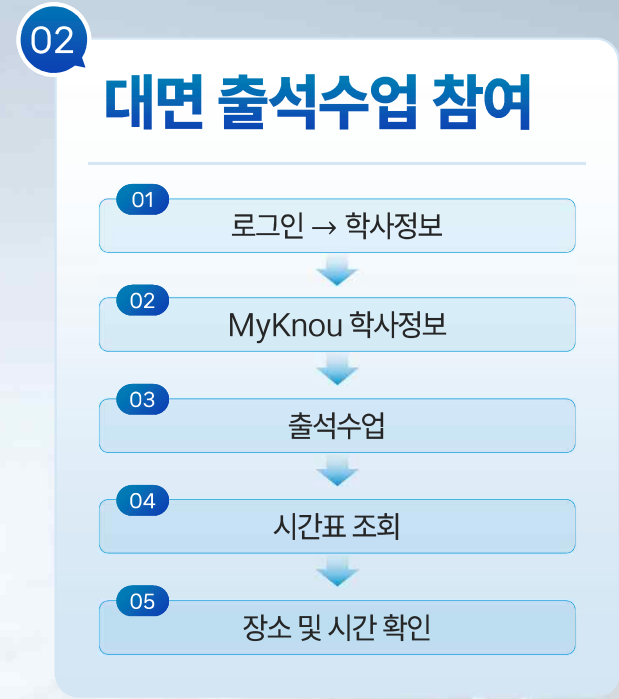 02
대면 출석수업 참여
01
로그인 → 학사정보
02
MyKnou 학사정보
03
출석수업
04
시간표 조회
05
장소 및 시간 확인